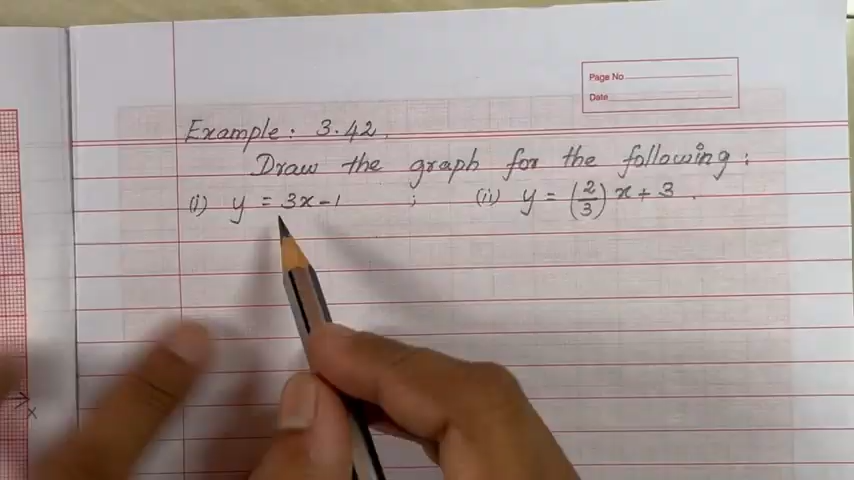 Page No
Date
Example: 3.42.
Draw the graph for the following:
(i) y = 3x-1 ; (ii) y = (2/3) x + 3.
x